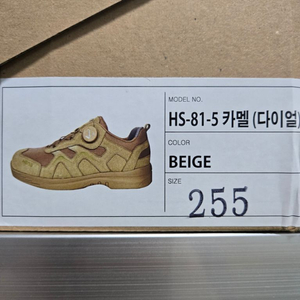 MODEL NO.
HS-81-5 카멜 (다이얼)
COLOR
BEIGE
SIZE
255